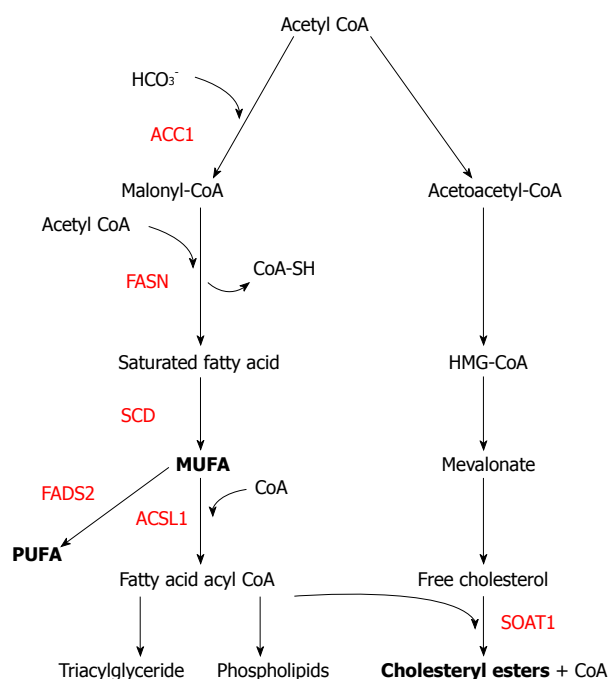 Acetyl CoA
HCO₃⁻
ACC1
Malonyl-CoA
Acetoacetyl-CoA
Acetyl CoA
CoA-SH
FASN
Saturated fatty acid
HMG-CoA
SCD
MUFA
Mevalonate
FADS2
CoA
ACSL1
PUFA
Fatty acid acyl CoA
Free cholesterol
SOAT1
Triacylglyceride
Phospholipids
Cholesteryl esters + CoA